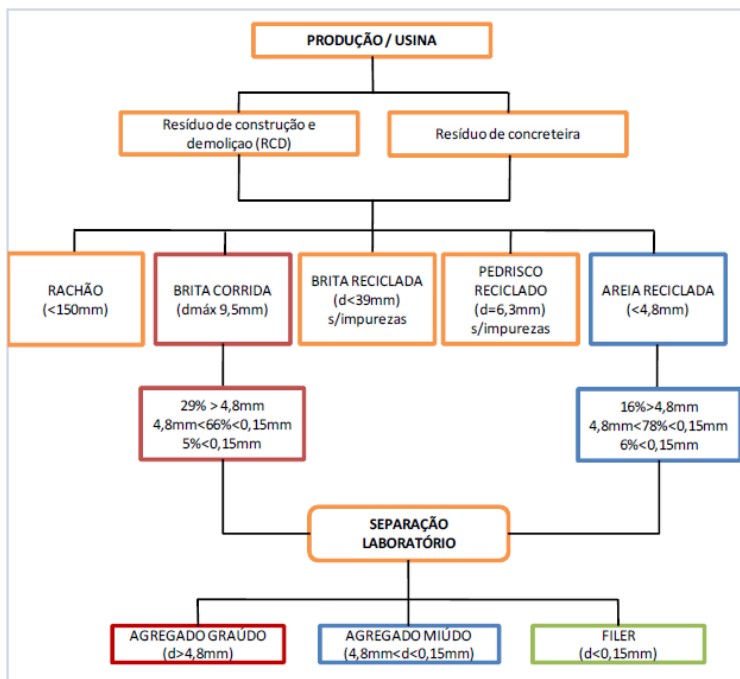 PRODUÇÃO / USINA
Resíduo de construção e
demoliçao (RCD)
Resíduo de concreteira
RACHÃO
(<150mm)
BRITA CORRIDA
(dmáx 9,5mm)
BRITA RECICLADA
(d<39mm)
s/impurezas
PEDRISCO
RECICLADO
(d=6,3mm)
s/impurezas
AREIA RECICLADA
(<4,8mm)
29% > 4,8mm
4,8mm<66%<0,15mm
5%<0,15mm
16%>4,8mm
4,8mm<78%<0,15mm
6%<0,15mm
SEPARAÇÃO
LABORATÓRIO
AGREGADO GRAÚDO
(d>4,8mm)
AGREGADO MIÚDO
(4,8mm<d<0,15mm)
FILER
(d<0,15mm)